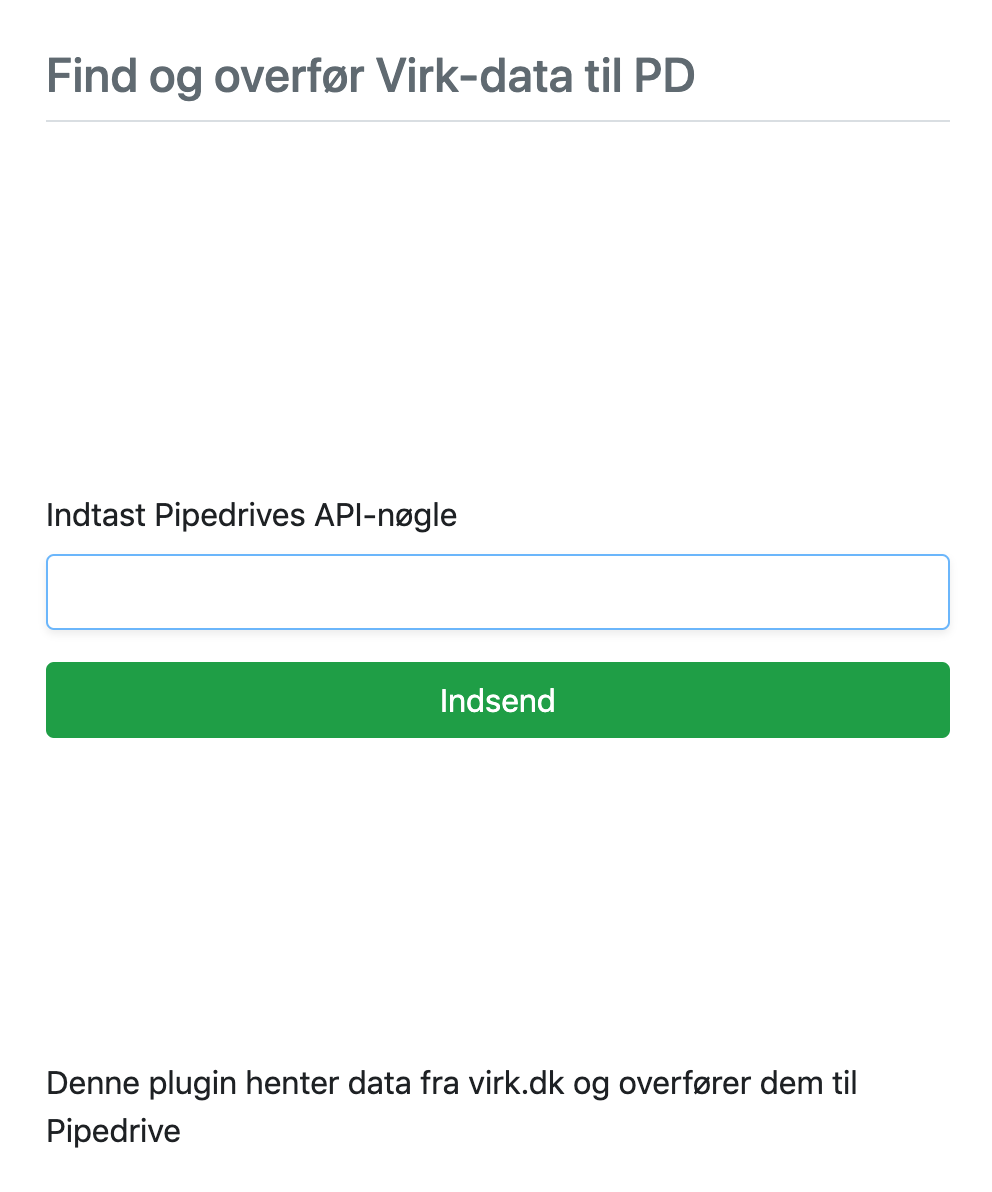 Find og overfør Virk-data til PD
Indtast Pipedrives API-nøgle
Indsend
Denne plugin henter data fra virk.dk og overfører dem til
Pipedrive